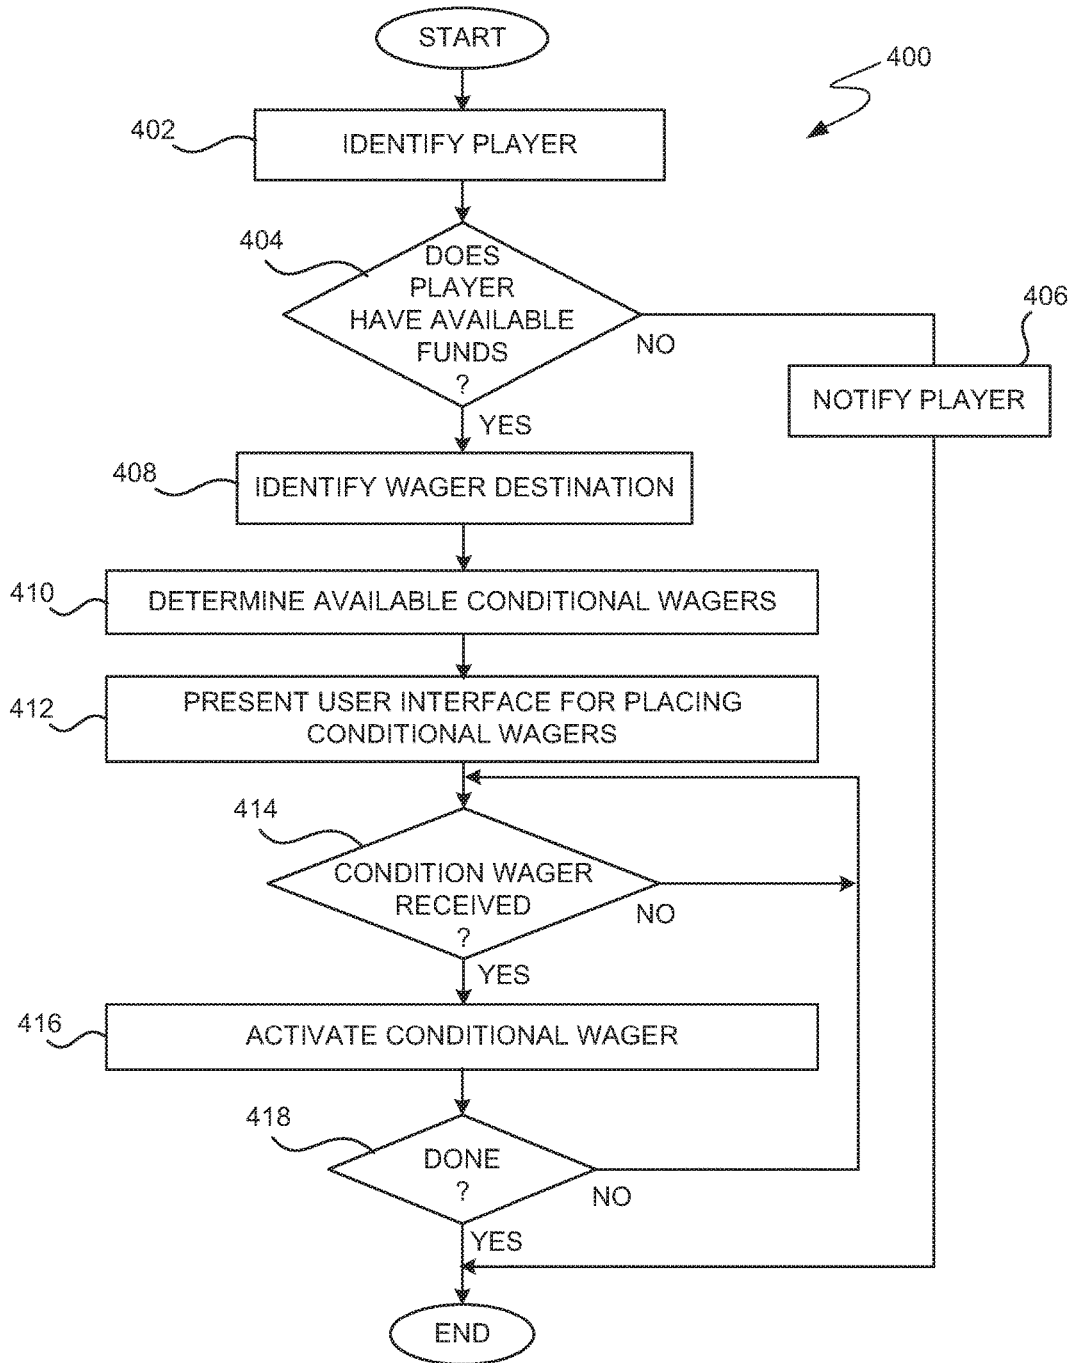 START
400
402
IDENTIFY PLAYER
404
DOES
PLAYER
HAVE AVAILABLE
FUNDS
?
NO
406
NOTIFY PLAYER
YES
408
IDENTIFY WAGER DESTINATION
410
DETERMINE AVAILABLE CONDITIONAL WAGERS
412
PRESENT USER INTERFACE FOR PLACING
CONDITIONAL WAGERS
414
CONDITION WAGER
RECEIVED
?
NO
YES
416
ACTIVATE CONDITIONAL WAGER
418
DONE
?
NO
YES
END